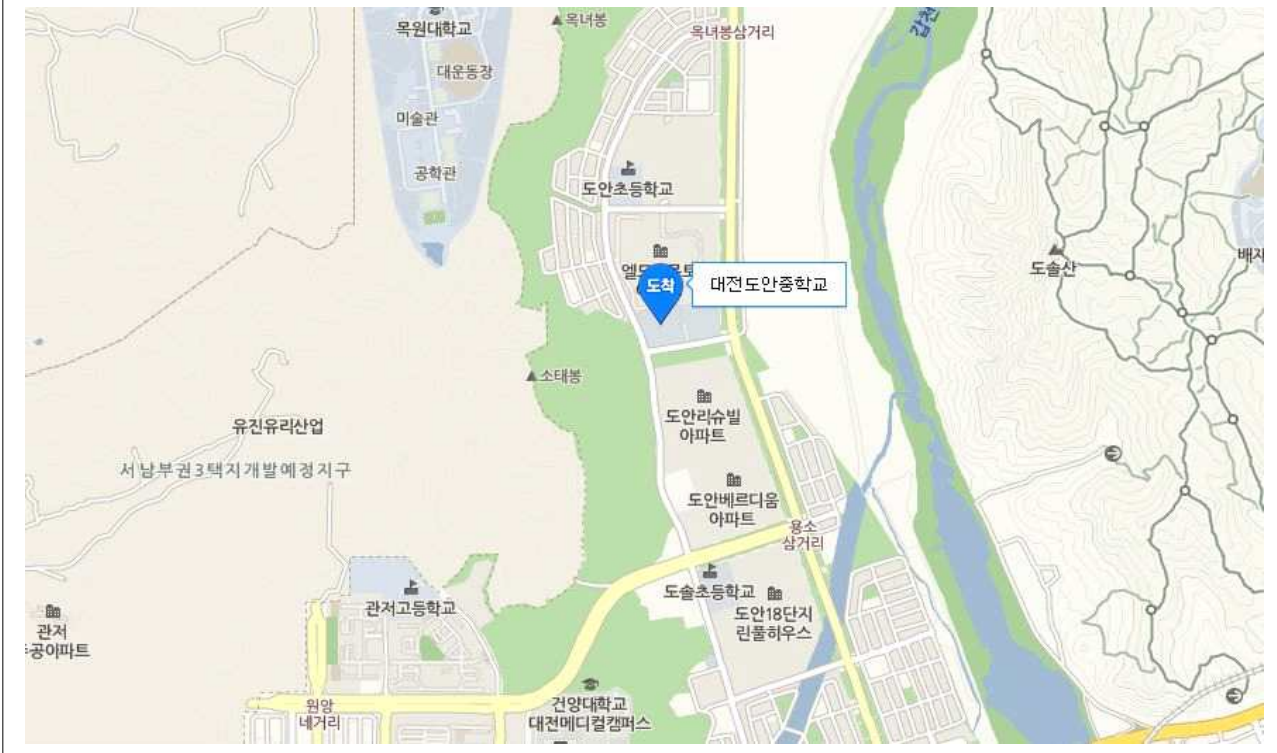 목원대학교
▲옥녀봉
옥녀봉삼거리
갑천
대운동장
미술관
공학관
도안초등학교
도착
대전도안중학교
도솔산
▲소태봉
유진유리산업
서남부권3택지개발예정지구
도안리슈빌
아파트
도안베르디움
아파트
용소
삼거리
관저고등학교
도솔초등학교
도안18단지
린풀하우스
관저
원앙
네거리
건양대학교
대전메디컬캠퍼스